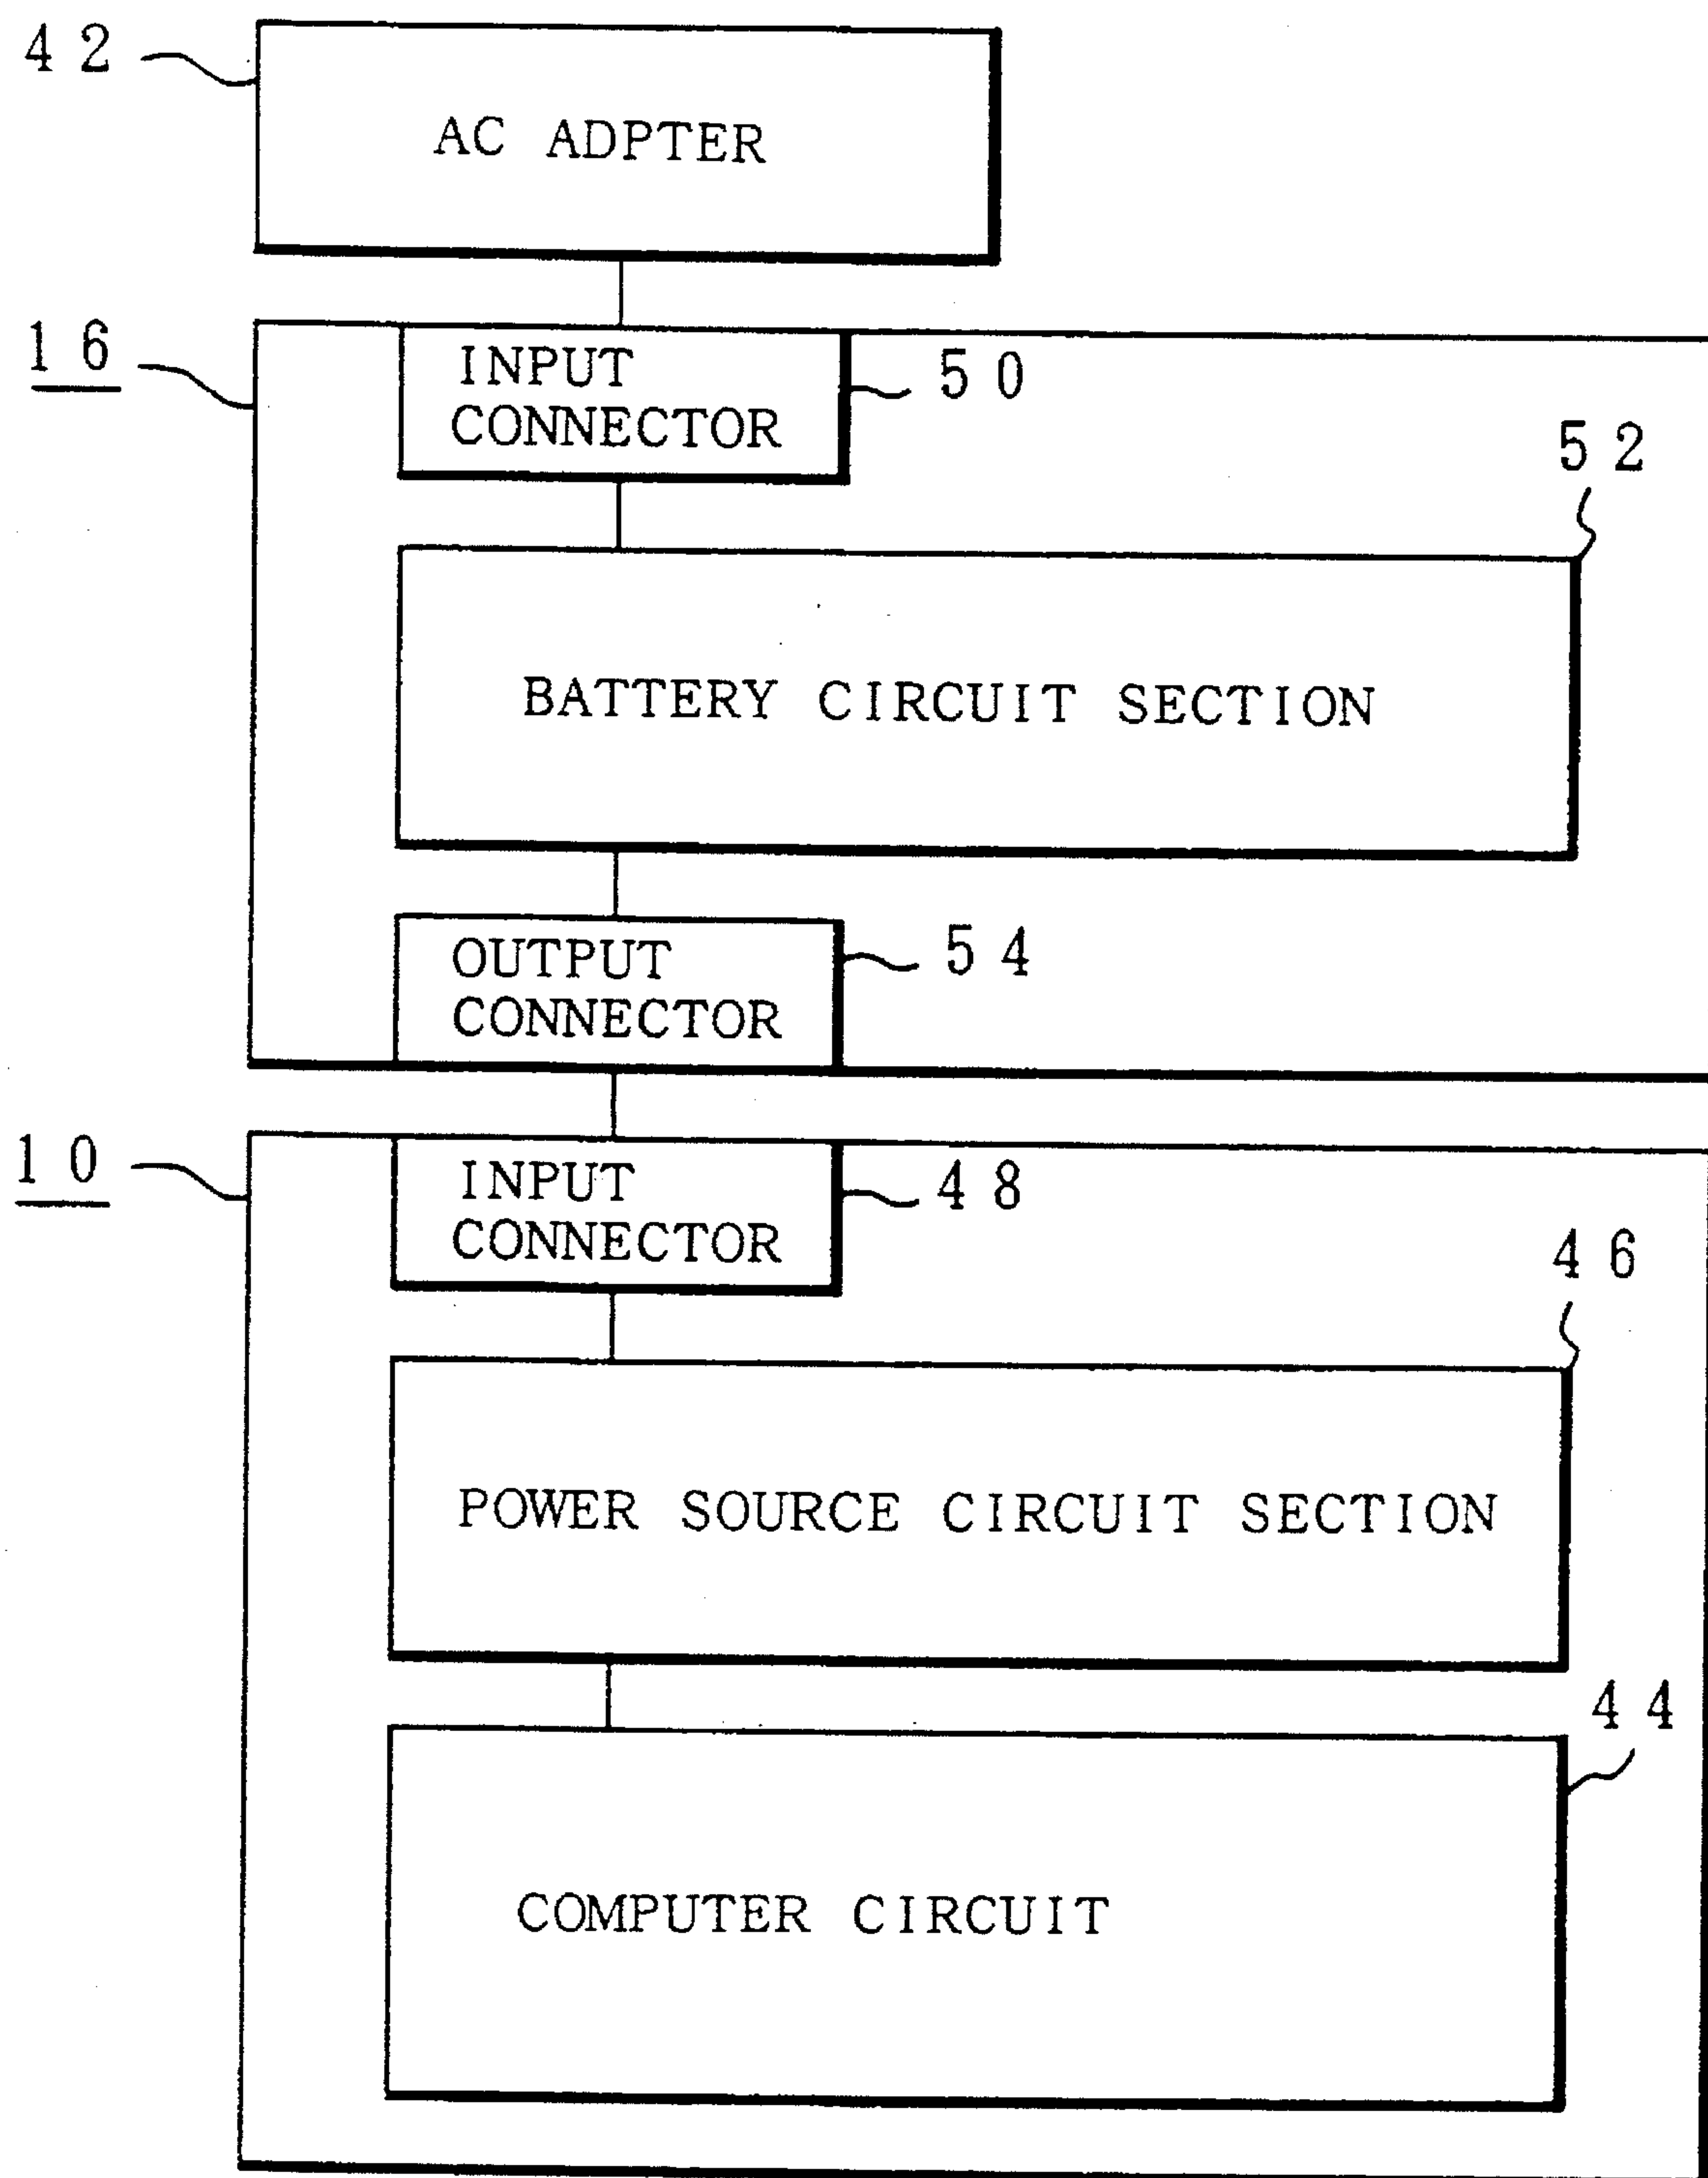 42
AC ADPTER
16
INPUT
CONNECTOR
50
52
BATTERY CIRCUIT SECTION
OUTPUT
CONNECTOR
54
10
INPUT
CONNECTOR
48
46
POWER SOURCE CIRCUIT SECTION
44
COMPUTER CIRCUIT